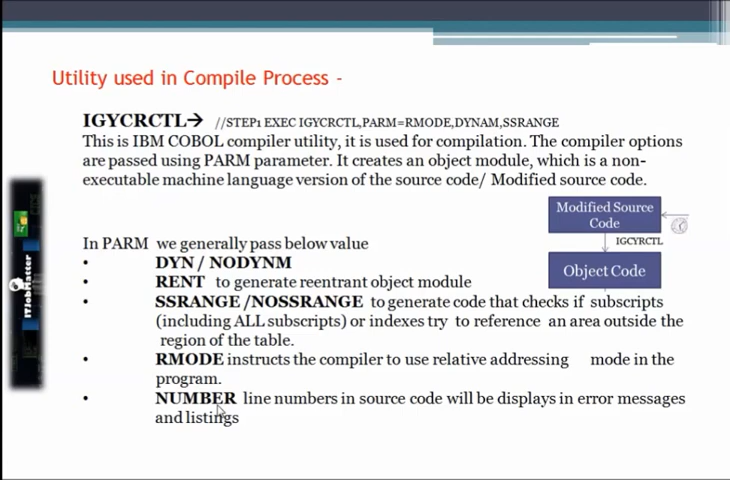 Utility used in Compile Process -
IGYCRCTL→ //STEP1 EXEC IGYCRCTL,PARM=RMODE,DYNAM,SSRANGE
This is IBM COBOL compiler utility, it is used for compilation. The compiler options
are passed using PARM parameter. It creates an object module, which is a non-
executable machine language version of the source code/ Modified source code.
Modified Source
Code
IGCYRCTL
Object Code
In PARM we generally pass below value
• DYN / NODYNM
• RENT to generate reentrant object module
• SSRANGE /NOSSRANGE to generate code that checks if subscripts
(including ALL subscripts) or indexes try to reference an area outside the
region of the table.
• RMODE instructs the compiler to use relative addressing mode in the
program.
• NUMBER line numbers in source code will be displays in error messages
and listings
ITJobMatter